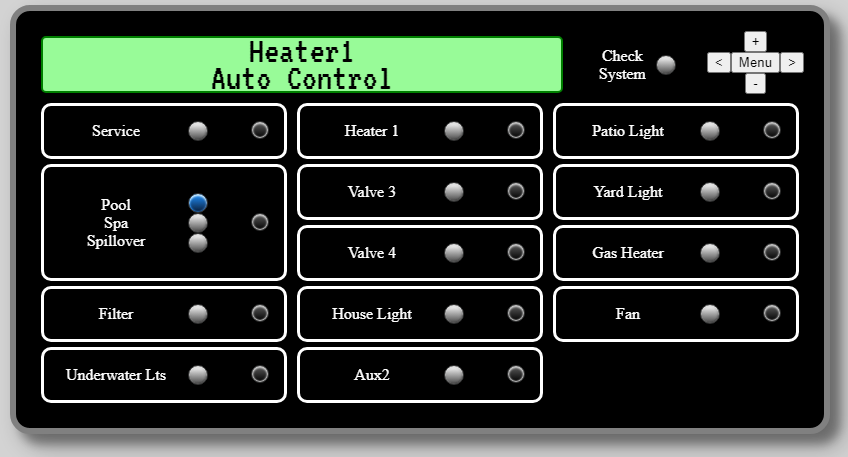 Heater1
Auto Control
Check
System
+
< Menu >
-
Service
Heater 1
Patio Light
Pool
Spa
Spillover
Valve 3
Yard Light
Valve 4
Gas Heater
Filter
House Light
Fan
Underwater Lts
Aux2